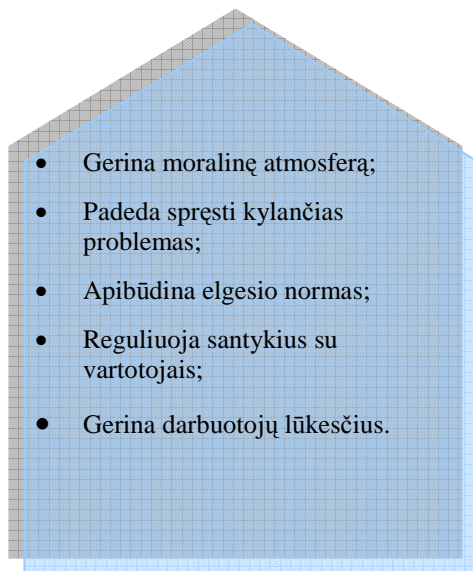 • Gerina moralinę atmosferą;
• Padeda spręsti kylančias
problemas;
• Apibūdina elgesio normas;
• Reguliuoja santykius su
vartotojais;
• Gerina darbuotojų lūkesčius.